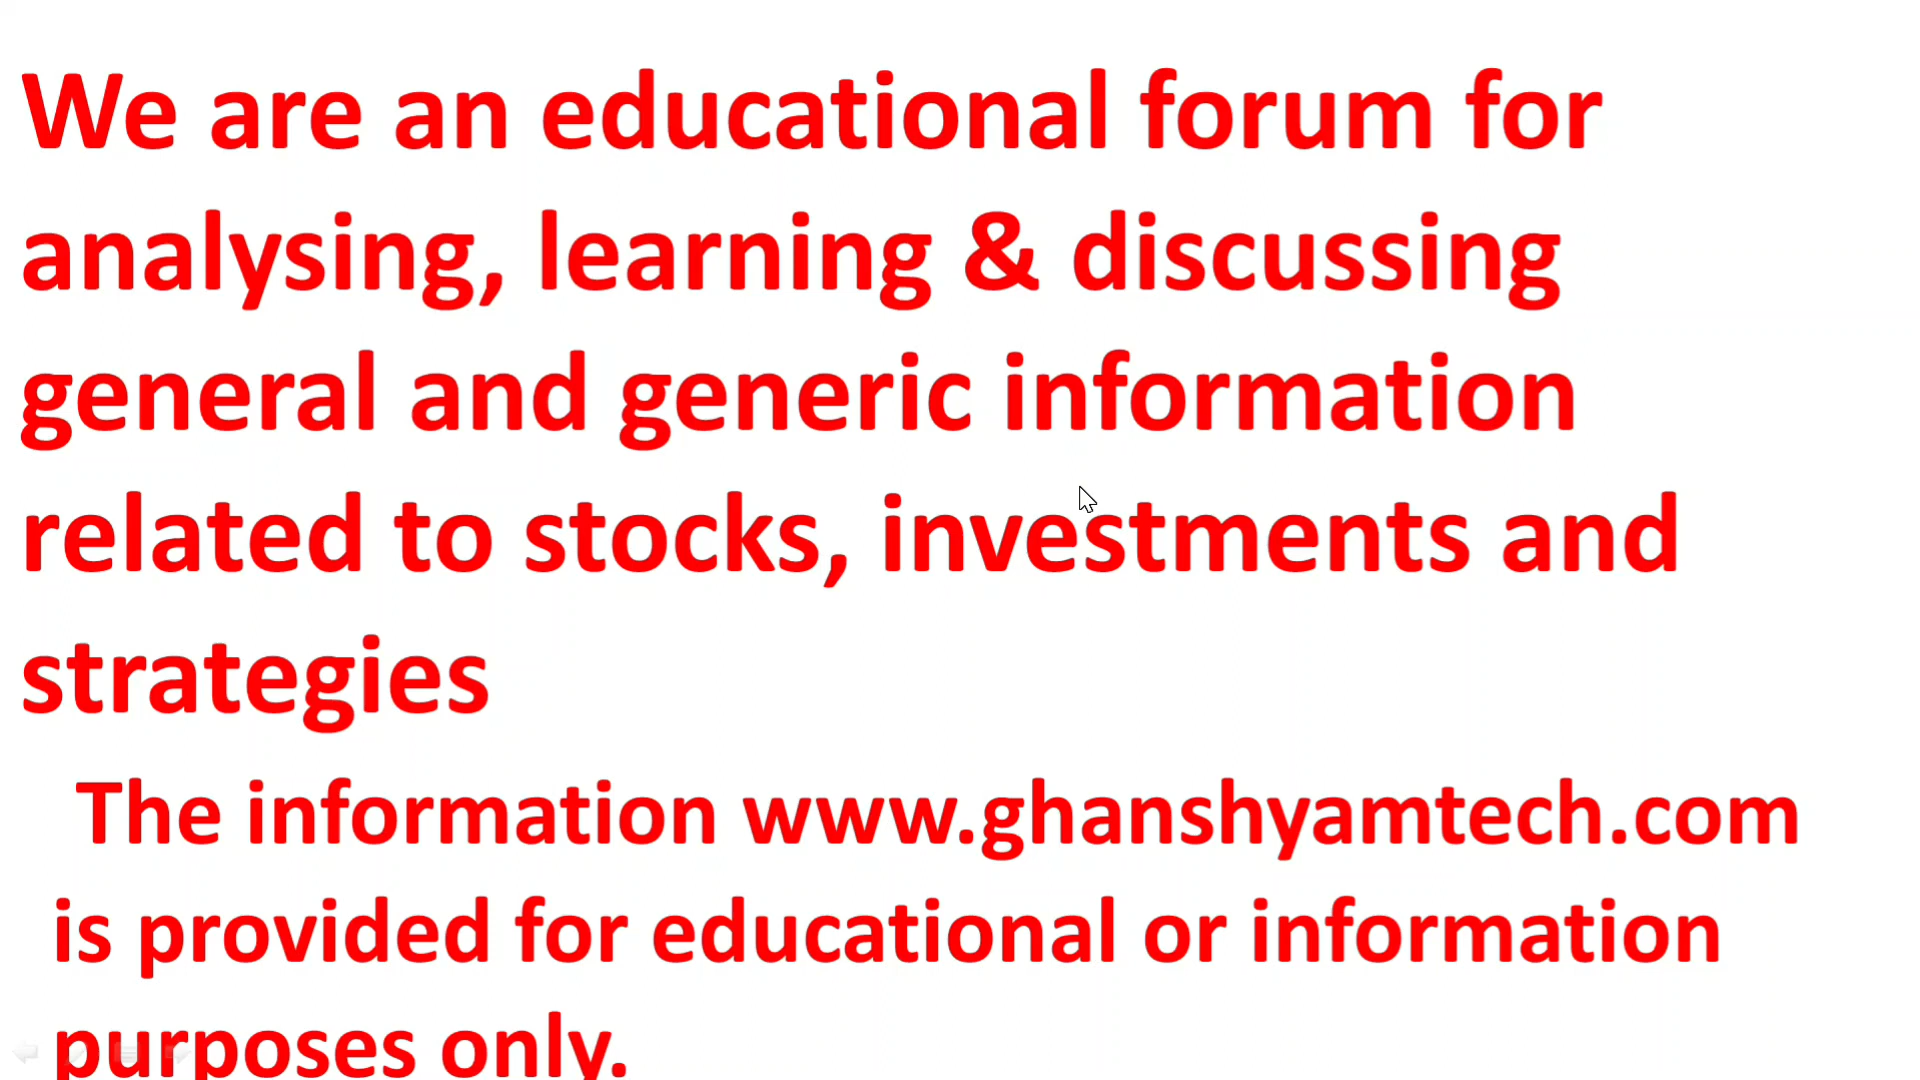 We are an educational forum for
analysing, learning & discussing
general and generic information
related to stocks, investments and
strategies
The information www.ghanshyamtech.com
is provided for educational or information
purposes only.